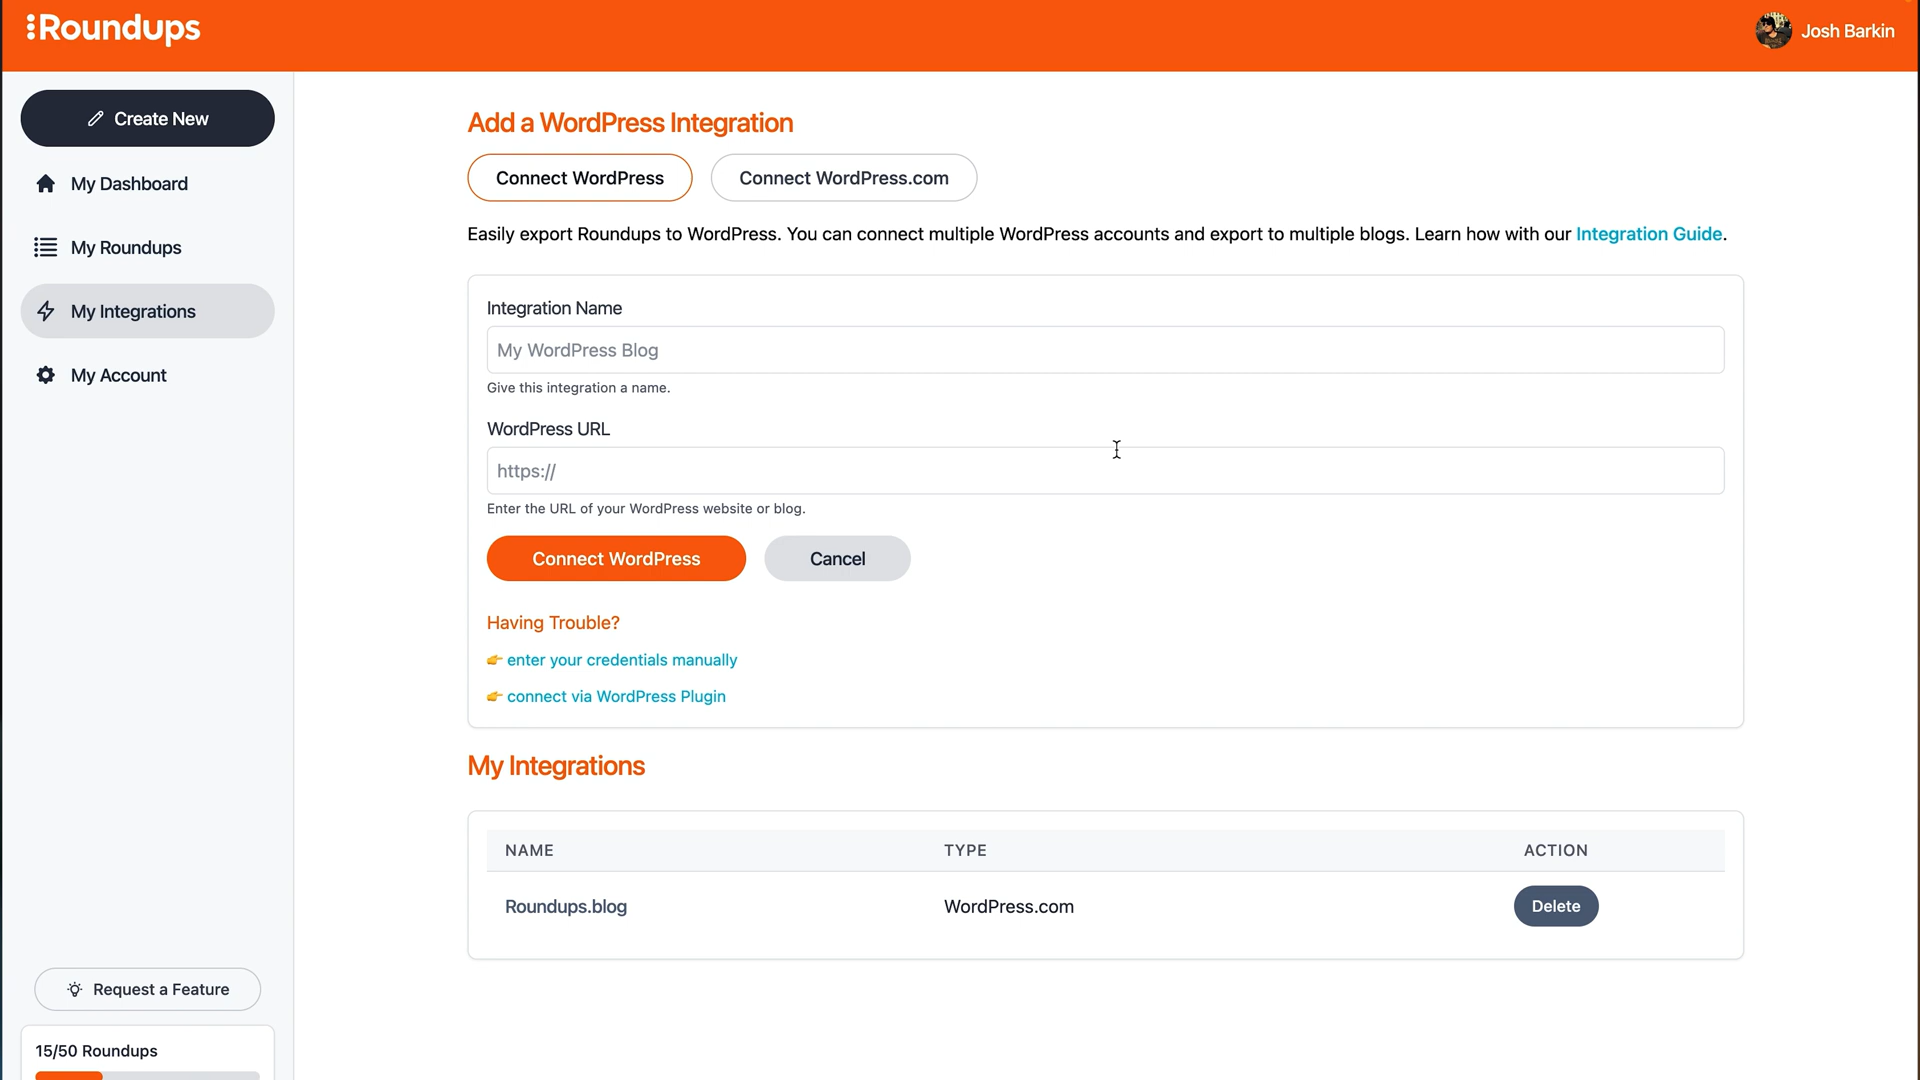 Roundups
Josh Barkin
Create New
My Dashboard
My Roundups
My Integrations
My Account
Request a Feature
15/50 Roundups
Add a WordPress Integration
Connect WordPress
Connect WordPress.com
Easily export Roundups to WordPress. You can connect multiple WordPress accounts and export to multiple blogs. Learn how with our Integration Guide.
Integration Name
My WordPress Blog
Give this integration a name.
WordPress URL
https://
Enter the URL of your WordPress website or blog.
Connect WordPress
Cancel
Having Trouble?
👉 enter your credentials manually
👉 connect via WordPress Plugin
My Integrations
NAME TYPE ACTION
Roundups.blog WordPress.com Delete